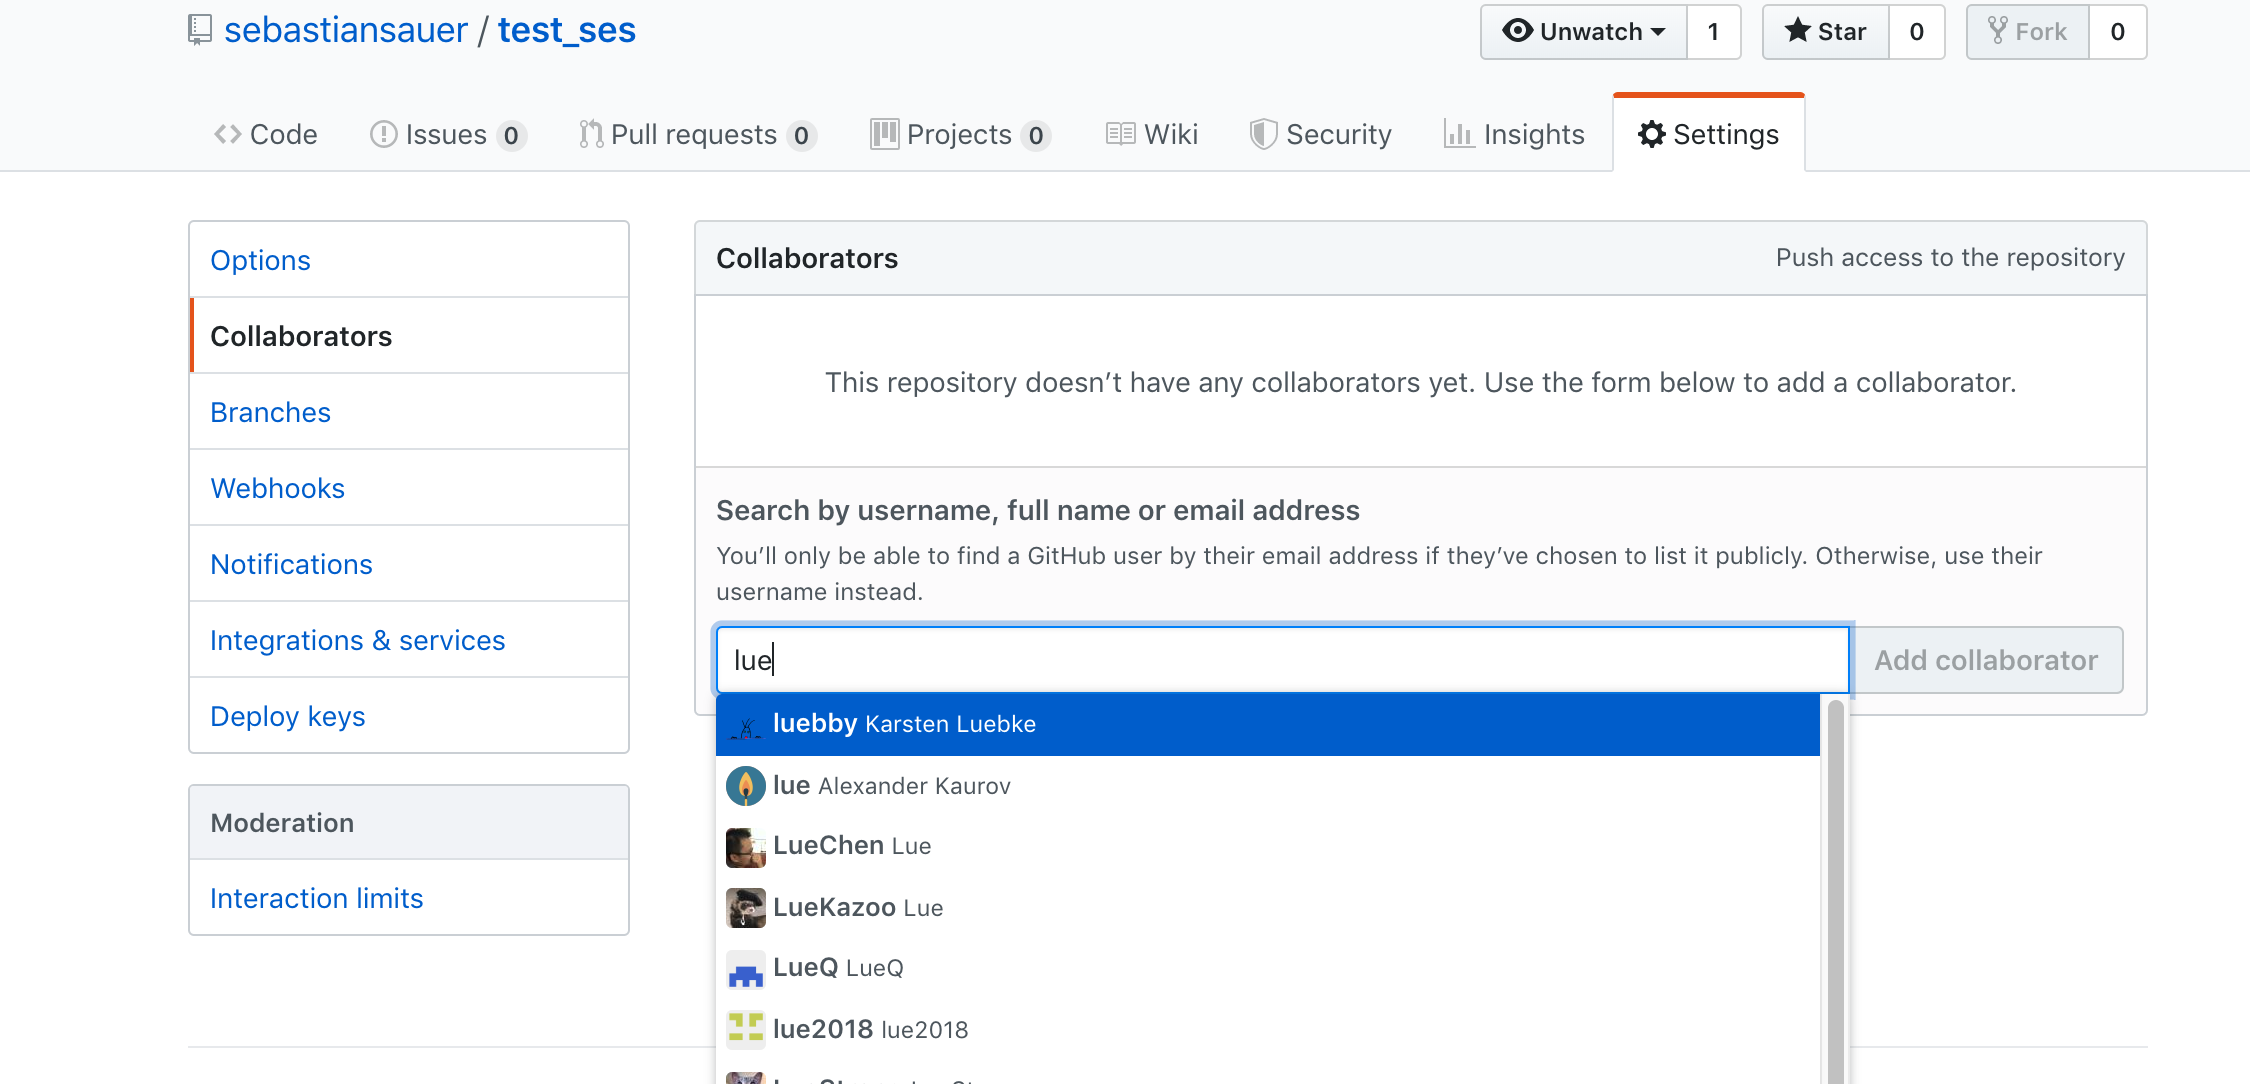 sebastiansauer / test_ses
Unwatch 1 Star 0 Fork 0
Code Issues 0 Pull requests 0 Projects 0 Wiki Security Insights Settings
Options
Collaborators
Branches
Webhooks
Notifications
Integrations & services
Deploy keys
Moderation
Interaction limits
Collaborators Push access to the repository
This repository doesn’t have any collaborators yet. Use the form below to add a collaborator.
Search by username, full name or email address
You’ll only be able to find a GitHub user by their email address if they’ve chosen to list it publicly. Otherwise, use their
username instead.
lue Add collaborator
luebby Karsten Luebke
lue Alexander Kaurov
LueChen Lue
LueKazoo Lue
LueQ LueQ
lue2018 lue2018